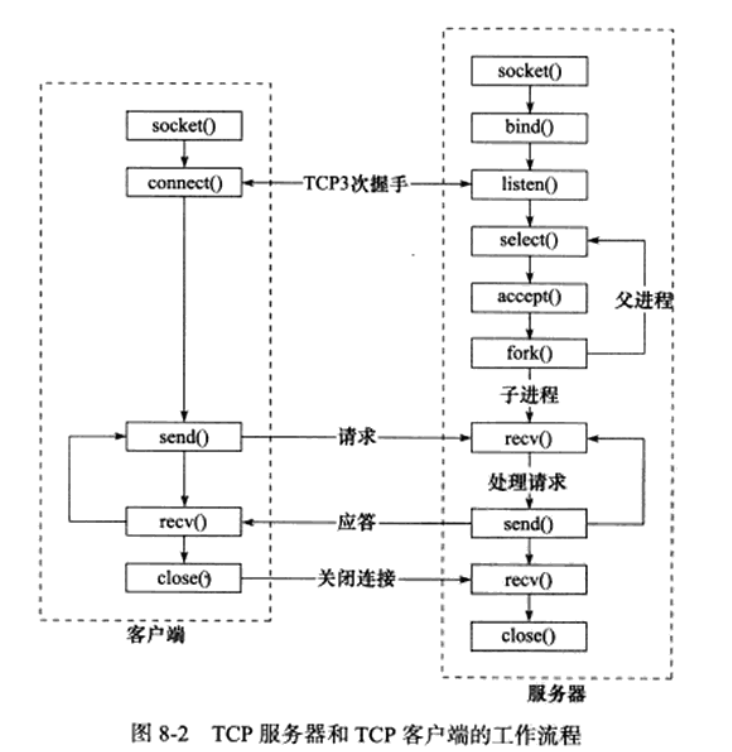 socket()
connect()
send()
recv()
close()
客户端
TCP3次握手
请求
应答
关闭连接
socket()
bind()
listen()
select()
accept()
fork()
父进程
子进程
recv()
处理请求
send()
recv()
close()
服务器
图 8-2 TCP 服务器和 TCP 客户端的工作流程